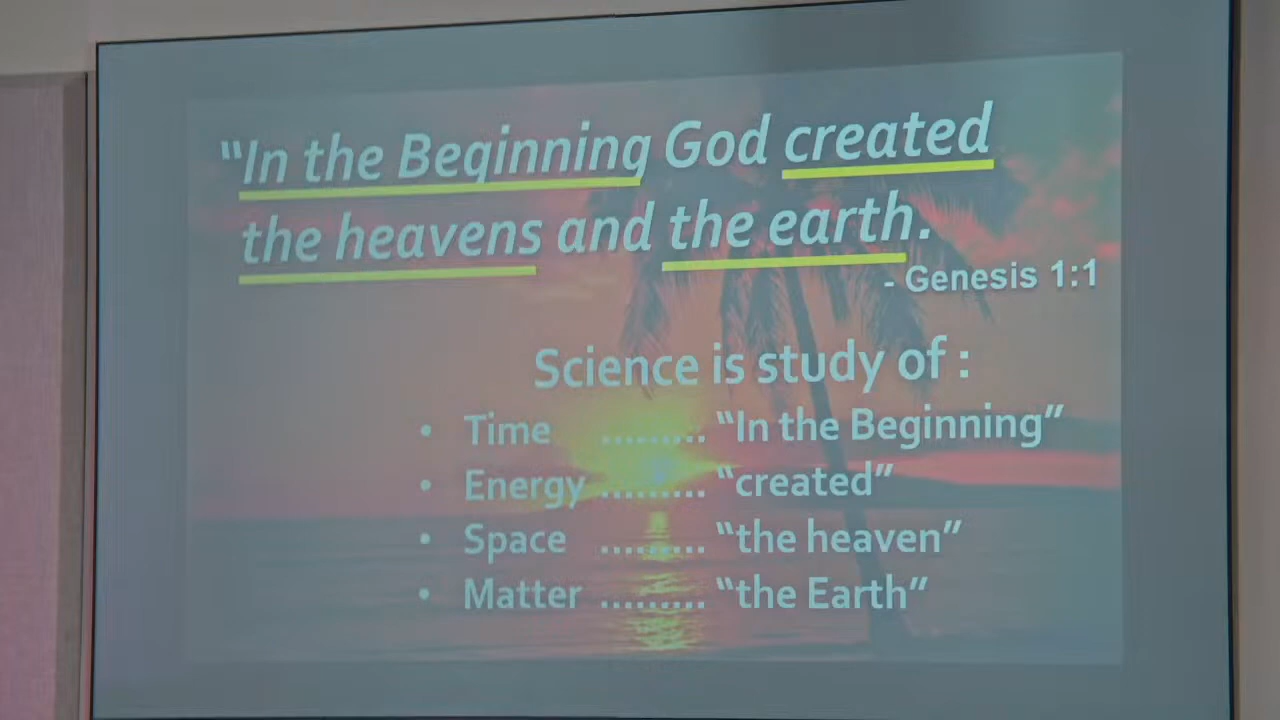 “In the Beginning God created
the heavens and the earth.
- Genesis 1:1
Science is study of :
• Time ......... “In the Beginning”
• Energy ......... “created”
• Space ......... “the heaven”
• Matter ......... “the Earth”